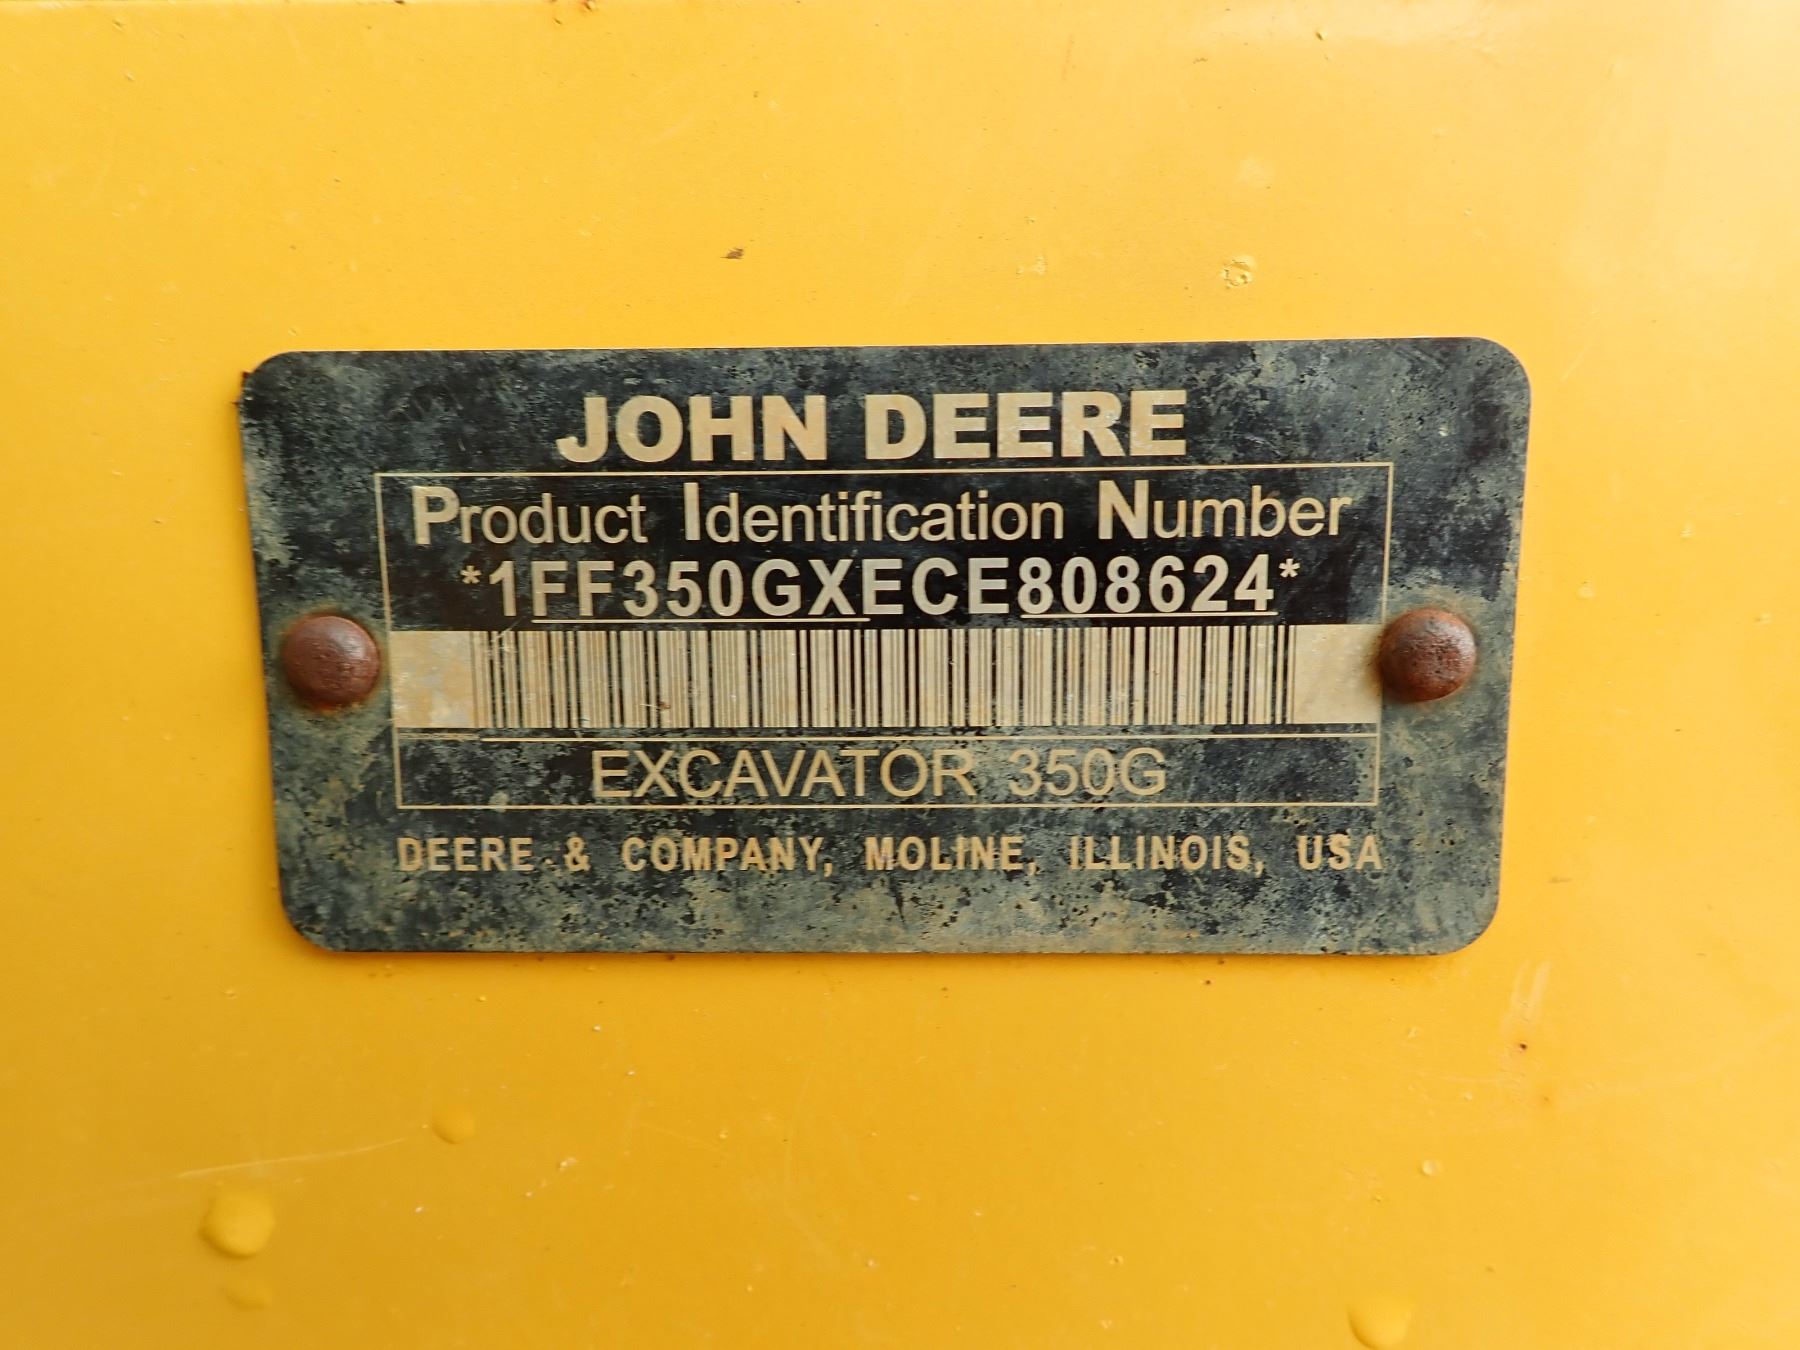 JOHN DEERE
Product Identification Number
*1FF350GXECE808624*
EXCAVATOR 350G
DEERE & COMPANY, MOLINE, ILLINOIS, USA